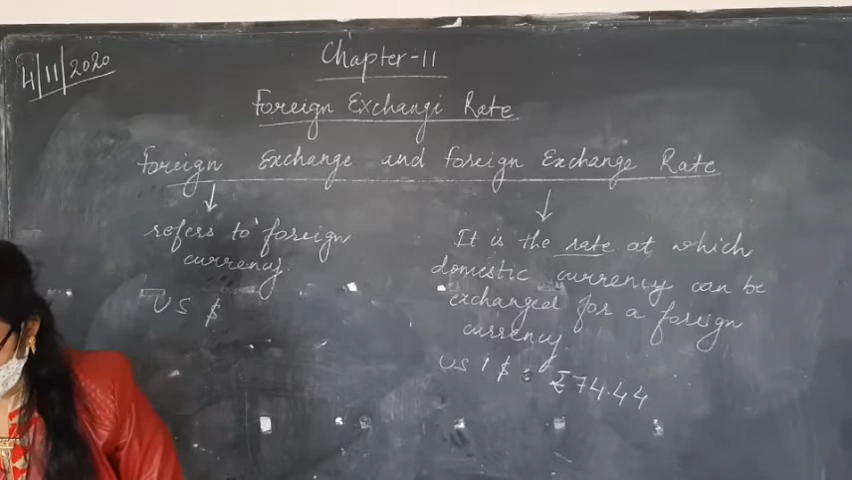 4/11/2020
Chapter-11
Foreign Exchangi Rate
Foreign Exchange and Foreign Exchange Rate
refers to foreign
currency
US $
It is the rate at which
domestic currency can be
exchanged for a foreign
currency
US 1 $ = ₹74.44